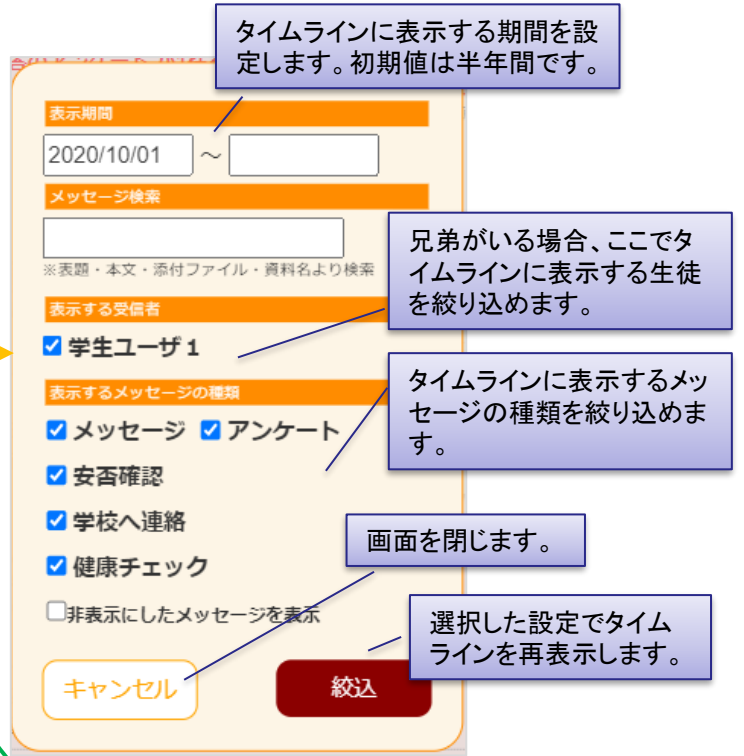 タイムラインに表示する期間を設
定します。初期値は半年間です。
表示期間
2020/10/01 ～
メッセージ検索
※表題・本文・添付ファイル・資料名より検索
兄弟がいる場合、ここでタ
イムラインに表示する生徒
を絞り込めます。
表示する受信者
学生ユーザ１
表示するメッセージの種類
タイムラインに表示するメッ
セージの種類を絞り込めま
す。
メッセージ アンケート
安否確認
学校へ連絡
健康チェック
画面を閉じます。
非表示にしたメッセージを表示
選択した設定でタイム
ラインを再表示します。
キャンセル 絞込